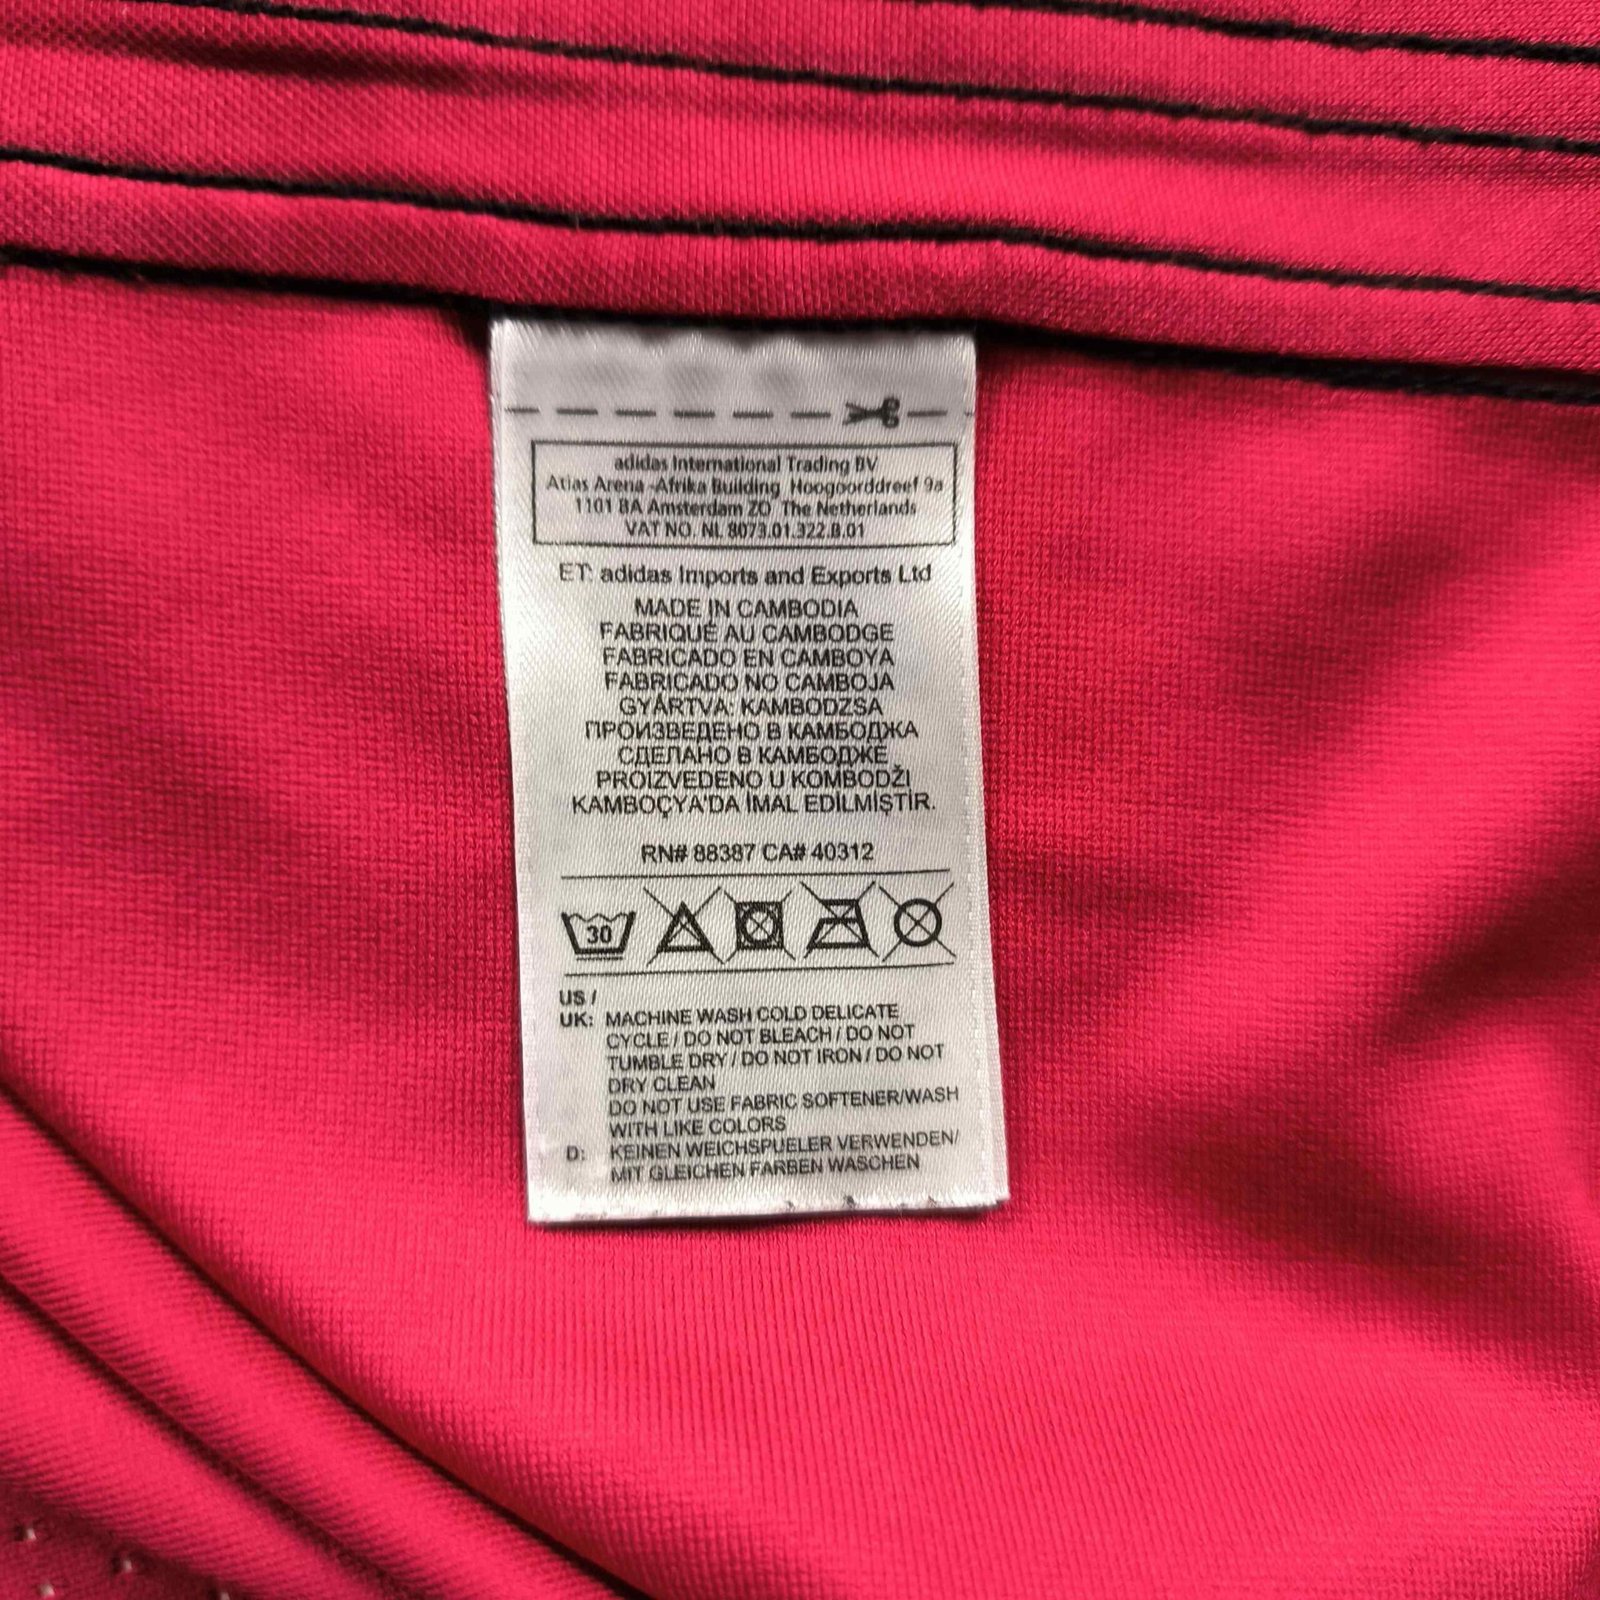 adidas International Trading BV
Atlas Arena -Afrika Building Hoogoorddreef 9a
1101 BA Amsterdam ZO The Netherlands
VAT NO. NL 8073.01.322.B.01
ET: adidas Imports and Exports Ltd
MADE IN CAMBODIA
FABRIQUÉ AU CAMBODGE
FABRICADO EN CAMBOYA
FABRICADO NO CAMBOJA
GYÁRTVA: KAMBODZSA
ПРОИЗВЕДЕНО В КАМБОДЖА
СДЕЛАНО В КАМБОДЖЕ
PROIZVEDENO U KOMBODŽI
KAMBOÇYA'DA İMAL EDİLMİŞTİR.
RN# 88387 CA# 40312
30
US /
UK: MACHINE WASH COLD DELICATE
CYCLE / DO NOT BLEACH / DO NOT
TUMBLE DRY / DO NOT IRON / DO NOT
DRY CLEAN
DO NOT USE FABRIC SOFTENER/WASH
WITH LIKE COLORS
D: KEINEN WEICHSPUELER VERWENDEN/
MIT GLEICHEN FARBEN WASCHEN